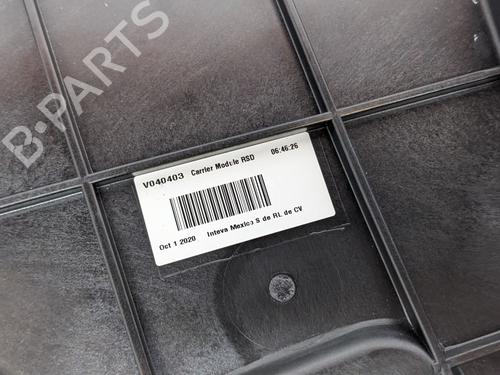 B-PARTS
V040403 Carrier Module RSD 06:46:26
Oct 1 2020 Inteva Mexico S de RL de CV